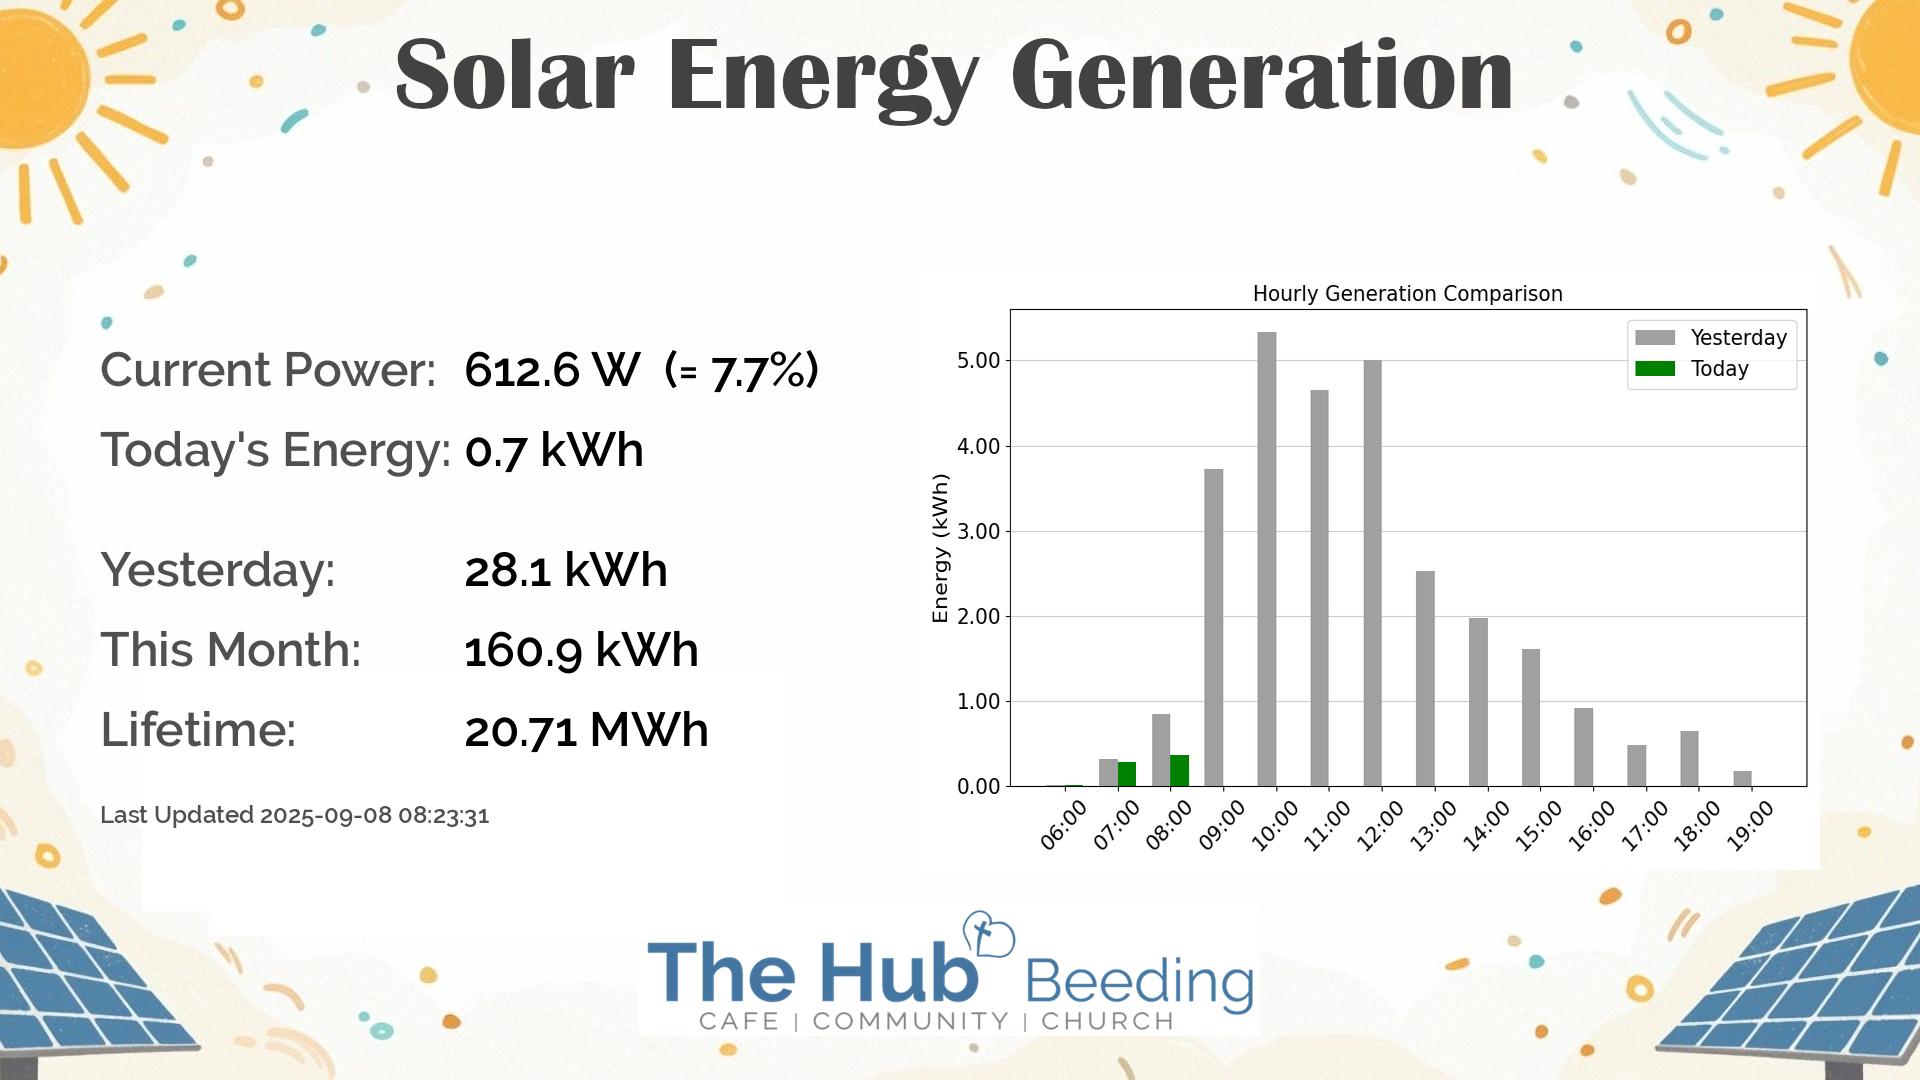 Solar Energy Generation
Current Power: 612.6 W (= 7.7%)
Today's Energy: 0.7 kWh
Yesterday: 28.1 kWh
This Month: 160.9 kWh
Lifetime: 20.71 MWh
Last Updated 2025-09-08 08:23:31
Hourly Generation Comparison
Yesterday
Today
Energy (kWh)
5.00
4.00
3.00
2.00
1.00
0.00
06:00 07:00 08:00 09:00 10:00 11:00 12:00 13:00 14:00 15:00 16:00 17:00 18:00 19:00
The Hub Beeding
CAFE | COMMUNITY | CHURCH